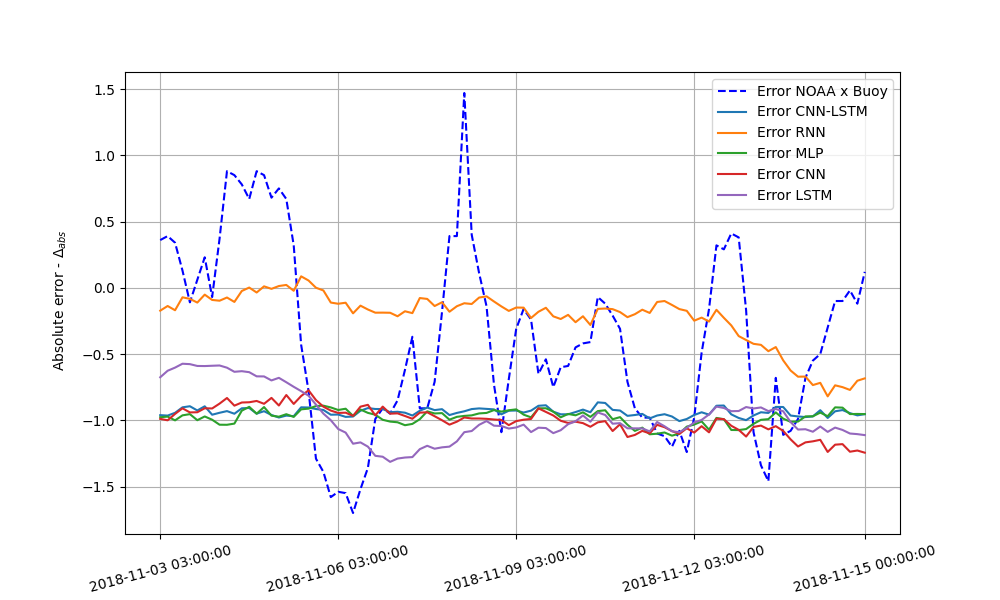 Absolute error - Δabs
1.5
1.0
0.5
0.0
−0.5
−1.0
−1.5
Error NOAA x Buoy
Error CNN-LSTM
Error RNN
Error MLP
Error CNN
Error LSTM
2018-11-03 03:00:00
2018-11-06 03:00:00
2018-11-09 03:00:00
2018-11-12 03:00:00
2018-11-15 00:00:00